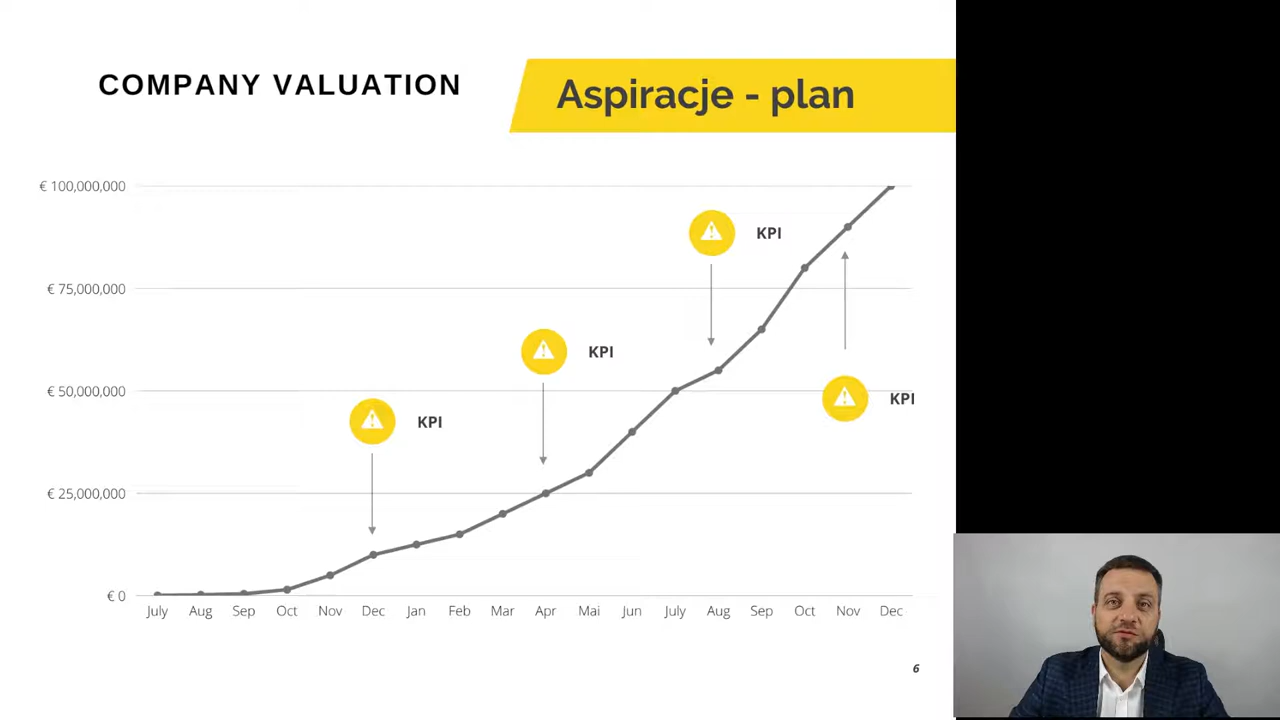 COMPANY VALUATION
Aspiracje - plan
€ 100,000,000
KPI
€ 75,000,000
KPI
€ 50,000,000
KPI
KPI
€ 25,000,000
€ 0
July Aug Sep Oct Nov Dec Jan Feb Mar Apr Mai Jun July Aug Sep Oct Nov Dec
6